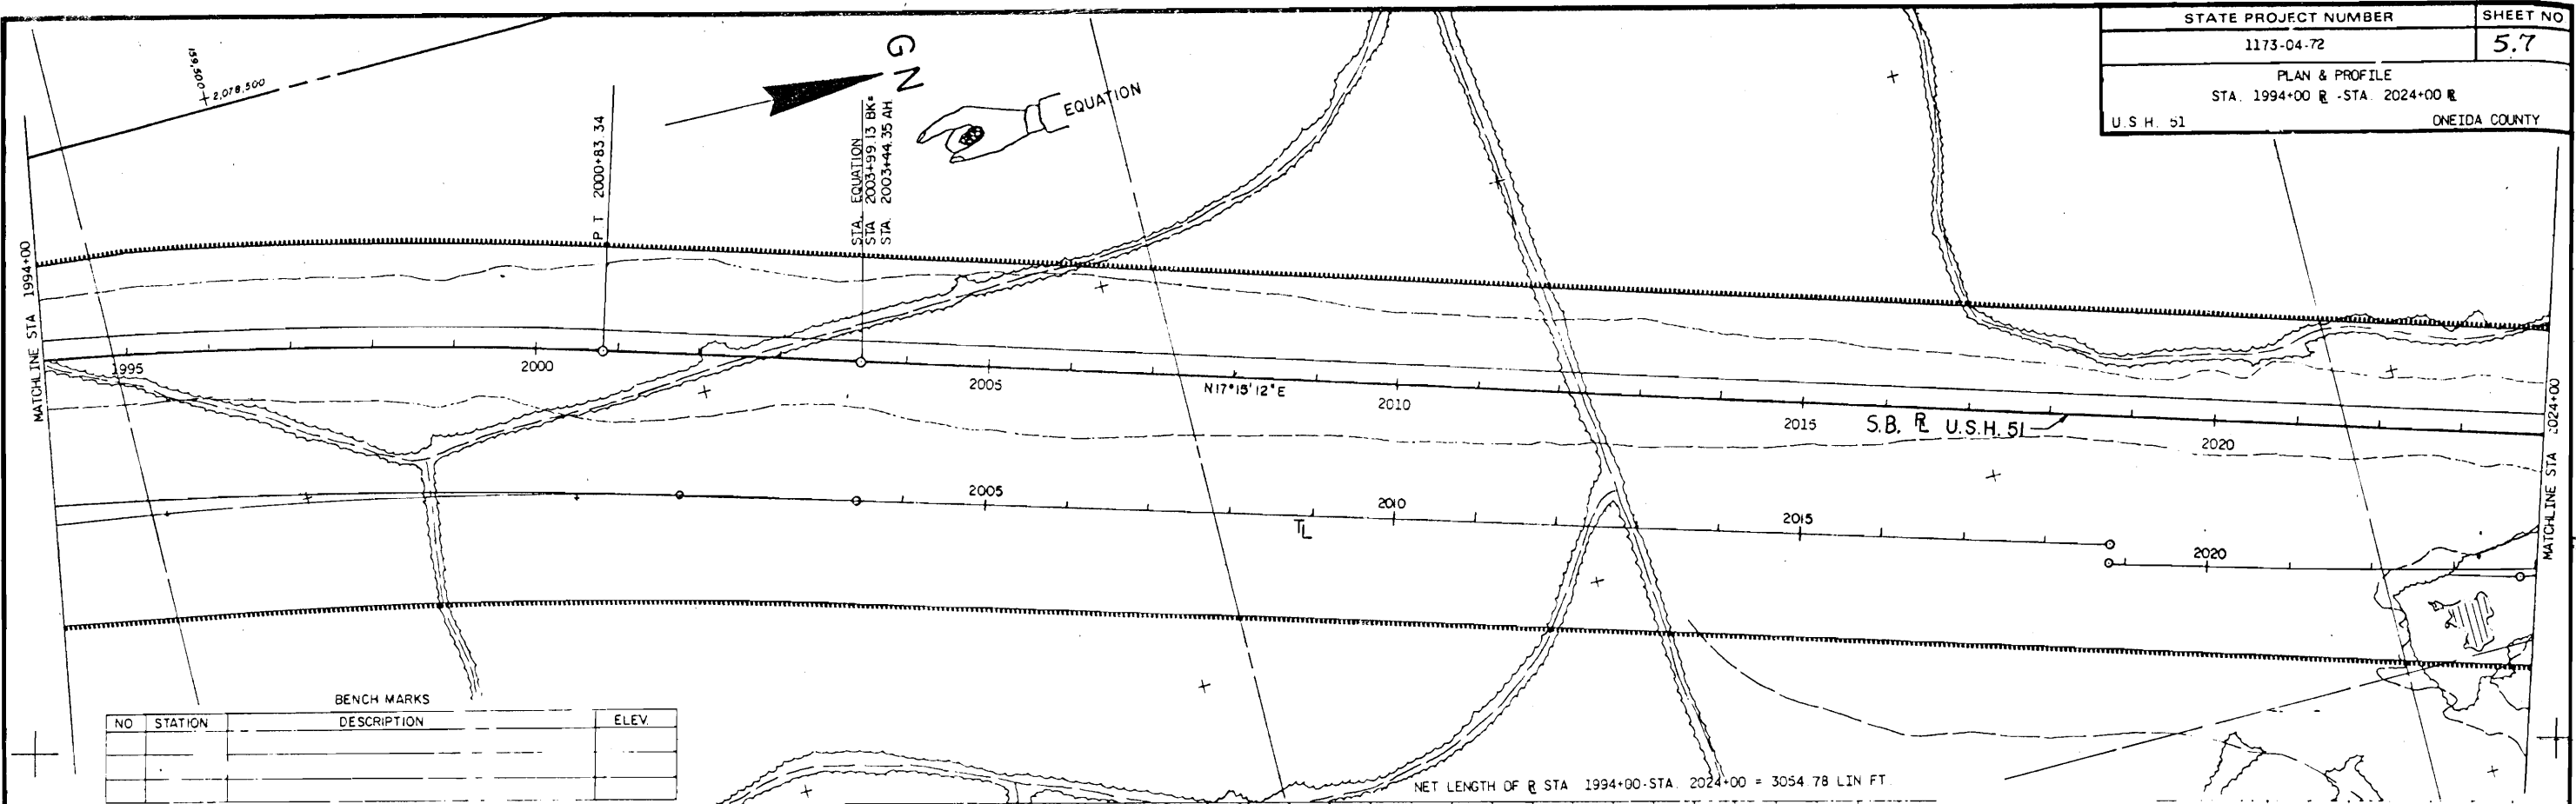 STATE PROJECT NUMBER
SHEET NO
1173-04-72
5.7
PLAN & PROFILE
STA. 1994+00 R -STA. 2024+00 R
U.S H. 51
ONEIDA COUNTY
159,500
2,078,500
GN
EQUATION
P T 2000+83 34
STA. EQUATION
STA 2003+99.13 BK=
STA. 2003+44.35 AH.
MATCHLINE STA 1994+00
1995
2000
2005
N17°15'12"E
2010
2015
S.B. R U.S.H. 51
2020
MATCHLINE STA 2024+00
2005
2010
TL
2015
2020
BENCH MARKS
NO STATION DESCRIPTION ELEV.
NET LENGTH OF R STA 1994+00-STA. 2024+00 = 3054.78 LIN FT.